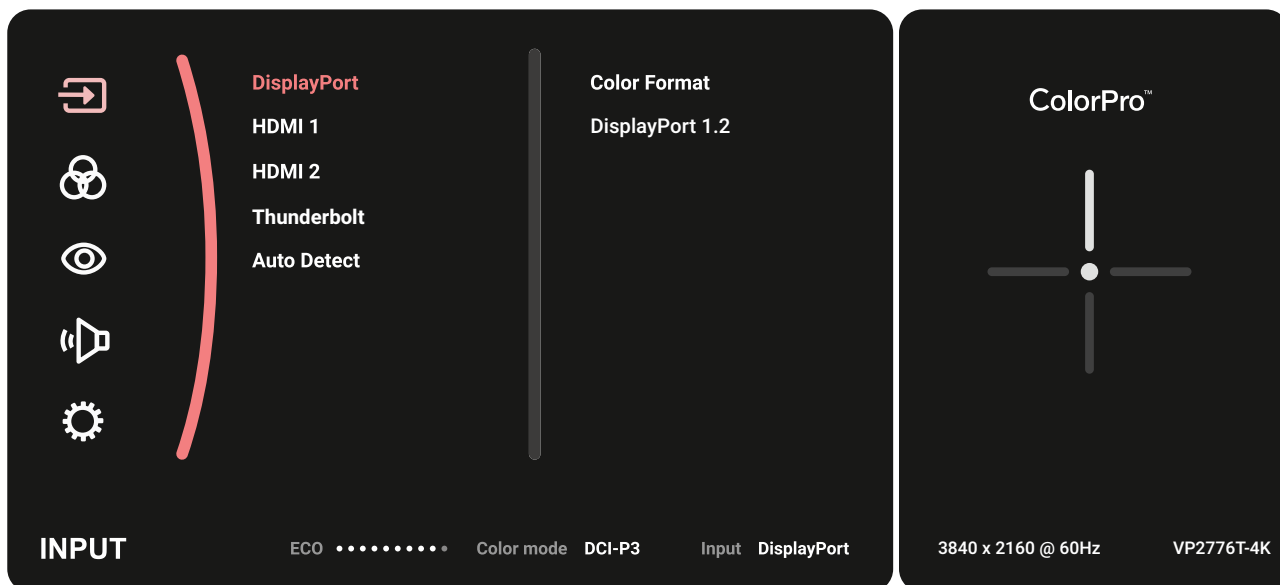 DisplayPort
HDMI 1
HDMI 2
Thunderbolt
Auto Detect
Color Format
DisplayPort 1.2
INPUT
ECO
Color mode DCI-P3
Input DisplayPort
ColorPro™
3840 x 2160 @ 60Hz
VP2776T-4K